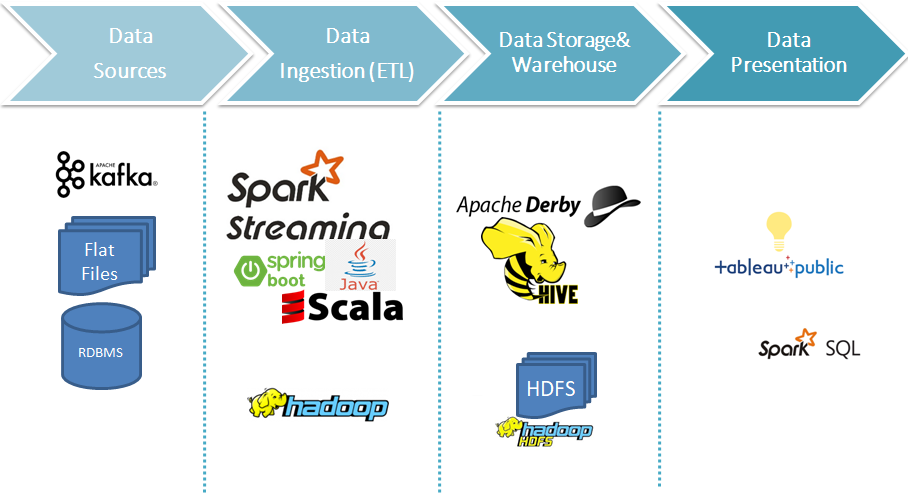 Data
Sources
Data
Ingestion (ETL)
Data Storage&
Warehouse
Data
Presentation
APACHE
kafka®
Flat
Files
RDBMS
Spark
Streaming
spring
boot
Java
Scala
hadoop
Apache Derby
HIVE
HDFS
hadoop
HDFS
tableau public
Spark SQL